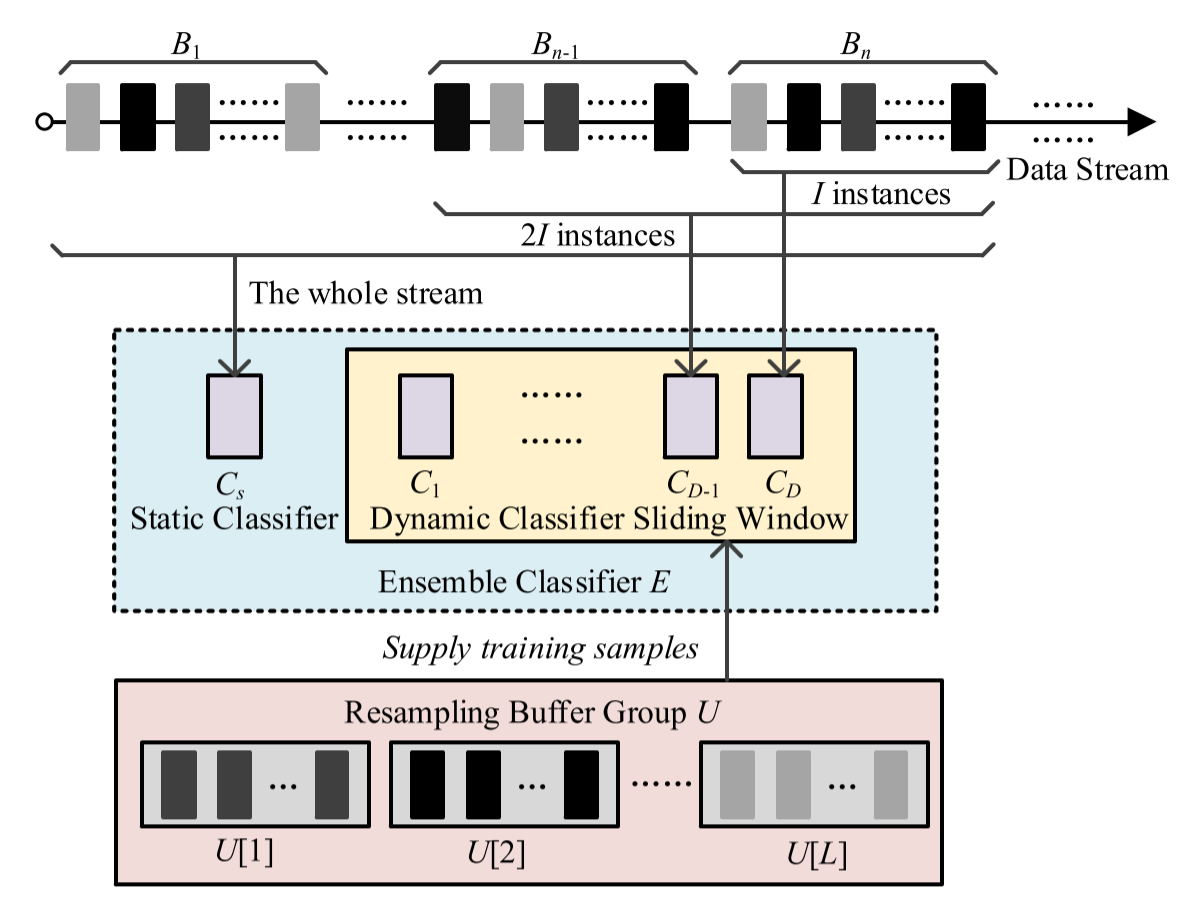 B1 Bn-1 Bn
...... ...... ...... ...... ......
...... ...... ...... ...... ......
Data Stream
I instances
2I instances
The whole stream
......
......
Cs C1 CD-1 CD
Static Classifier Dynamic Classifier Sliding Window
Ensemble Classifier E
Supply training samples
Resampling Buffer Group U
... ... ...... ...
U[1] U[2] U[L]